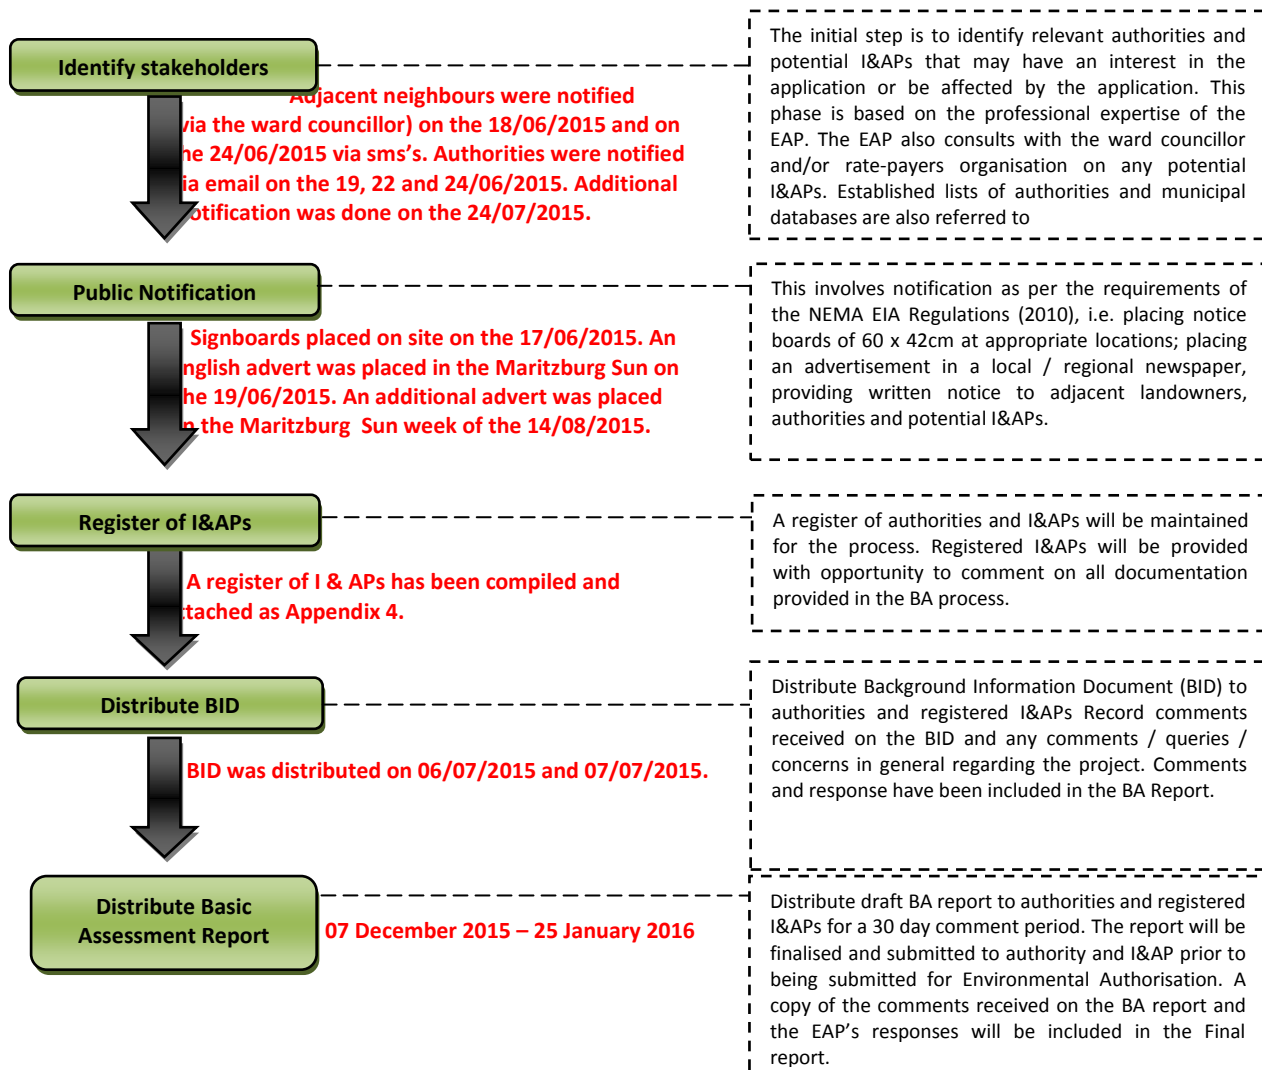 Identify stakeholders
Adjacent neighbours were notified
via the ward councillor) on the 18/06/2015 and on
he 24/06/2015 via sms's. Authorities were notified
ia email on the 19, 22 and 24/06/2015. Additional
otification was done on the 24/07/2015.
The initial step is to identify relevant authorities and
potential I&APs that may have an interest in the
application or be affected by the application. This
phase is based on the professional expertise of the
EAP. The EAP also consults with the ward councillor
and/or rate-payers organisation on any potential
I&APs. Established lists of authorities and municipal
databases are also referred to
Public Notification
Signboards placed on site on the 17/06/2015. An
nglish advert was placed in the Maritzburg Sun on
he 19/06/2015. An additional advert was placed
n the Maritzburg Sun week of the 14/08/2015.
This involves notification as per the requirements of
the NEMA EIA Regulations (2010), i.e. placing notice
boards of 60 x 42cm at appropriate locations; placing
an advertisement in a local / regional newspaper,
providing written notice to adjacent landowners,
authorities and potential I&APs.
Register of I&APs
A register of I & APs has been compiled and
ttached as Appendix 4.
A register of authorities and I&APs will be maintained
for the process. Registered I&APs will be provided
with opportunity to comment on all documentation
provided in the BA process.
Distribute BID
BID was distributed on 06/07/2015 and 07/07/2015.
Distribute Background Information Document (BID) to
authorities and registered I&APs Record comments
received on the BID and any comments / queries /
concerns in general regarding the project. Comments
and response have been included in the BA Report.
Distribute Basic
Assessment Report
07 December 2015 – 25 January 2016
Distribute draft BA report to authorities and registered
I&APs for a 30 day comment period. The report will be
finalised and submitted to authority and I&AP prior to
being submitted for Environmental Authorisation. A
copy of the comments received on the BA report and
the EAP's responses will be included in the Final
report.